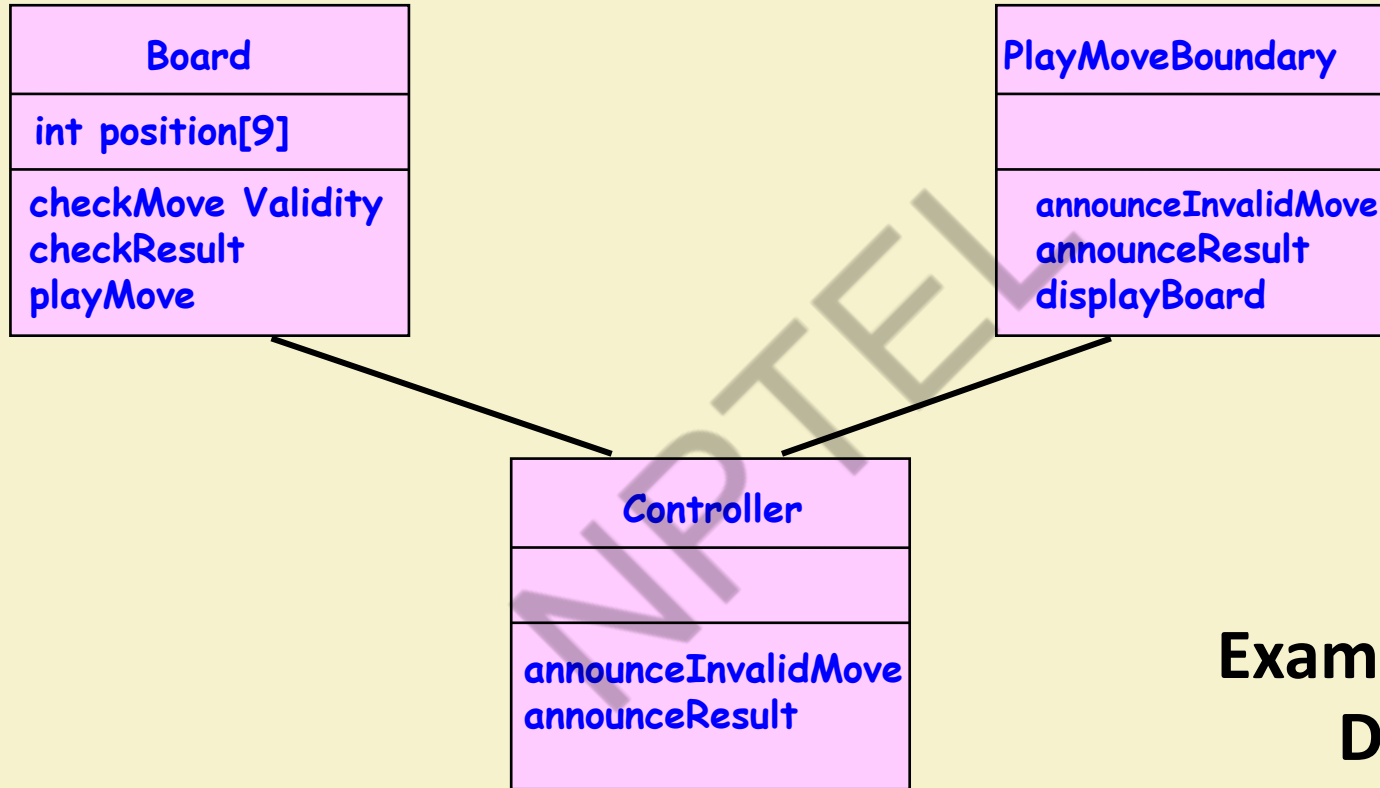 Board
int position[9]
checkMove Validity
checkResult
playMove
PlayMoveBoundary
announceInvalidMove
announceResult
displayBoard
Controller
announceInvalidMove
announceResult
NPTEL
Exam
D